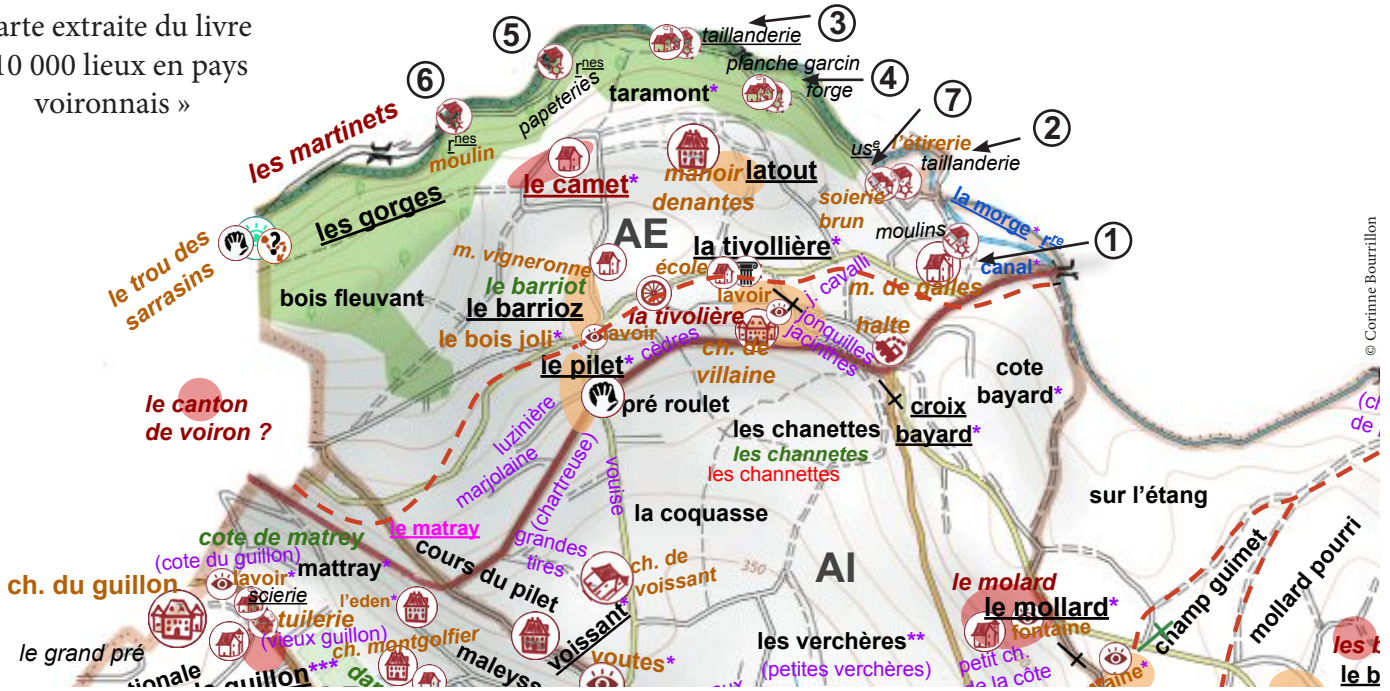 arte extraite du livre
10 000 lieux en pays
voironnais »
③
taillanderie
⑤
planche garcin
forge
④
rnes
papeteries
taramont*
⑥
les martinets
rnes
moulin
⑦
②
use
l'étirerie
taillanderie
le camet*
manoir
latout
denantes
soierie
brun
les gorges
la morge* rre
moulins
①
canal*
AE
la tivollière*
le trou des
sarrasins
m. vigneronne
école
j. cavalli
le barriot
m. de galles
bois fleuvant
le barrioz
lavoir
la tivolière
jonquilles
jacinthes
halte
le bois joli*
lavoir
cèdres
ch. de
villaine
le pilet*
cote
bayard*
pré roulet
le canton
de voiron ?
croix
bayard*
luzinière
les chanettes
les channetes
les channettes
marjolaine
(chartreuse)
vouise
sur l'étang
la coquasse
le matray
cote de matrey
(cote du guillon)
mattray*
cours du pilet
grandes
tires
ch. de
voissant
350
AI
champ guimet
mollard pourri
ch. du guillon
lavoir*
scierie
l'eden*
tuilerie
(vieux guillon)
le molard
le mollard*
fontaine
le grand pré
ch. montgolfier
voissant*
les verchères**
(petites verchères)
voutes*
petit ch.
de la côte
les b
le b
tionale
guillon***
maleyss
© Corinne Bourrillon
(ch